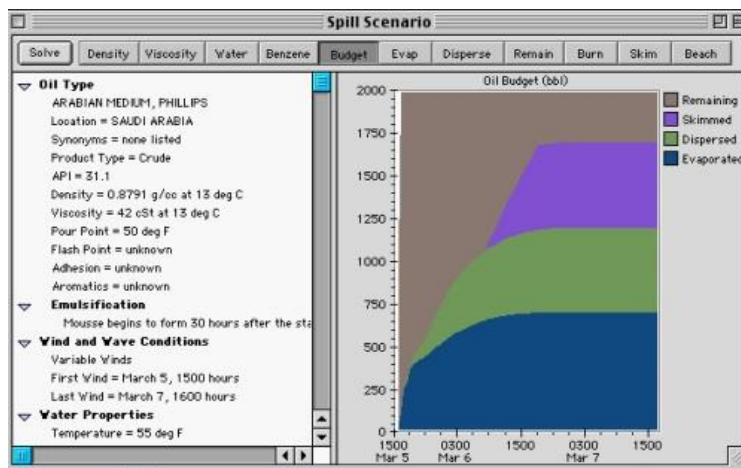 Spill Scenario
Solve Density Viscosity Water Benzene Budget Evap Disperse Remain Burn Skim Beach
Oil Type
ARABIAN MEDIUM, PHILLIPS
Location = SAUDI ARABIA
Synonyms = none listed
Product Type = Crude
API = 31.1
Density = 0.8791 g/cc at 13 deg C
Viscosity = 42 cSt at 13 deg C
Pour Point = 50 deg F
Flash Point = unknown
Adhesion = unknown
Aromatics = unknown
Emulsification
Mousse begins to form 30 hours after the sta
Wind and Wave Conditions
Variable Winds
First Wind = March 5, 1500 hours
Last Wind = March 7, 1600 hours
Water Properties
Temperature = 55 deg F
Oil Budget (bbl)
2000
1750
1500
1250
1000
750
500
250
0
1500 0300 1500 0300 1500
Mar 5 Mar 6 Mar 7
Remaining
Skimmed
Dispersed
Evaporated